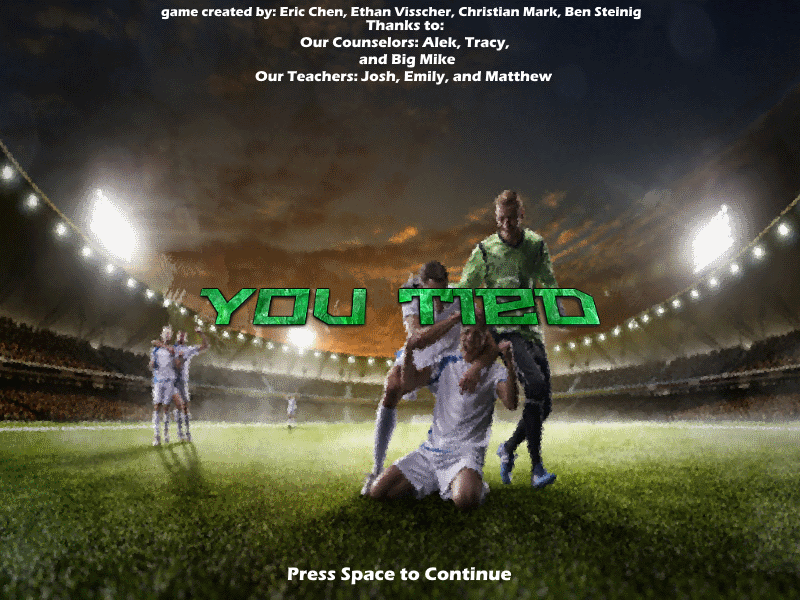 game created by: Eric Chen, Ethan Visscher, Christian Mark, Ben Steinig
Thanks to:
Our Counselors: Alek, Tracy,
and Big Mike
Our Teachers: Josh, Emily, and Matthew
YOU TIED
Press Space to Continue